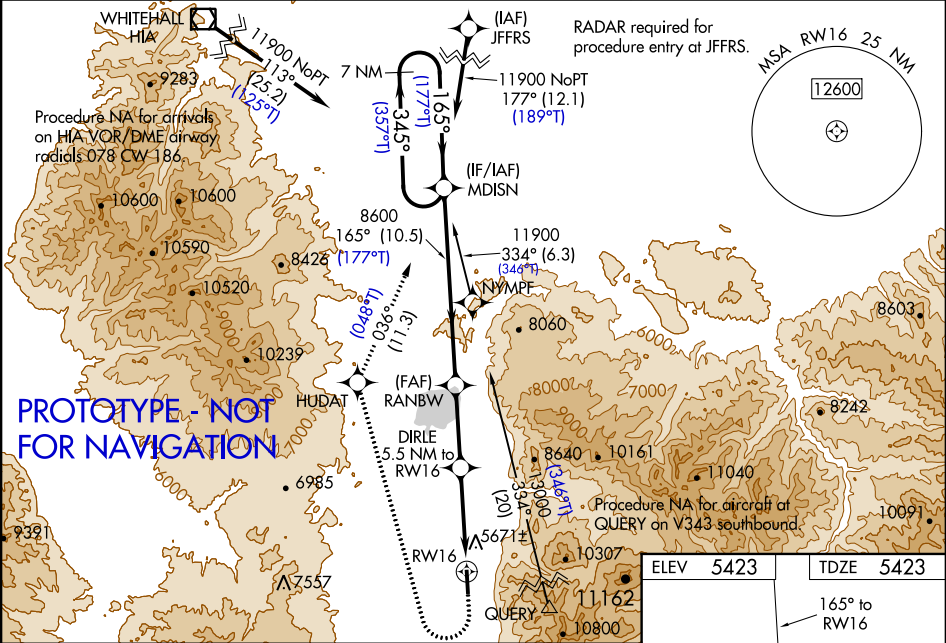 WHITEHALL
HIA
11900 NoPT
113°
(25.2)
(125°T)
(IAF)
JFFRS
RADAR required for
procedure entry at JFFRS.
MSA RW16 25 NM
12600
7 NM
11900 NoPT
177° (12.1)
(189°T)
165°
(177°T)
345°
(357°T)
9283
Procedure NA for arrivals
on HIA VOR/DME airway
radials 078 CW 186.
(IF/IAF)
MDISN
10600
10600
8600
165° (10.5)
(177°T)
11900
334° (6.3)
(346°T)
10590
8426
NYMPF
10520
(048°T)
036°
(11.3)
8060
8603
9000
10239
8000
7000
HUDAT
(FAF)
RANBW
PROTOTYPE - NOT
FOR NAVIGATION
8242
DIRLE
5.5 NM to
RW16
8640
10161
6000
6985
13000
334°
(20)
(346°T)
11040
Procedure NA for aircraft at
QUERY on V343 southbound.
10091
9391
5671±
RW16
10307
7557
11162
QUERY
10800
6000
ELEV 5423
TDZE 5423
165° to
RW16